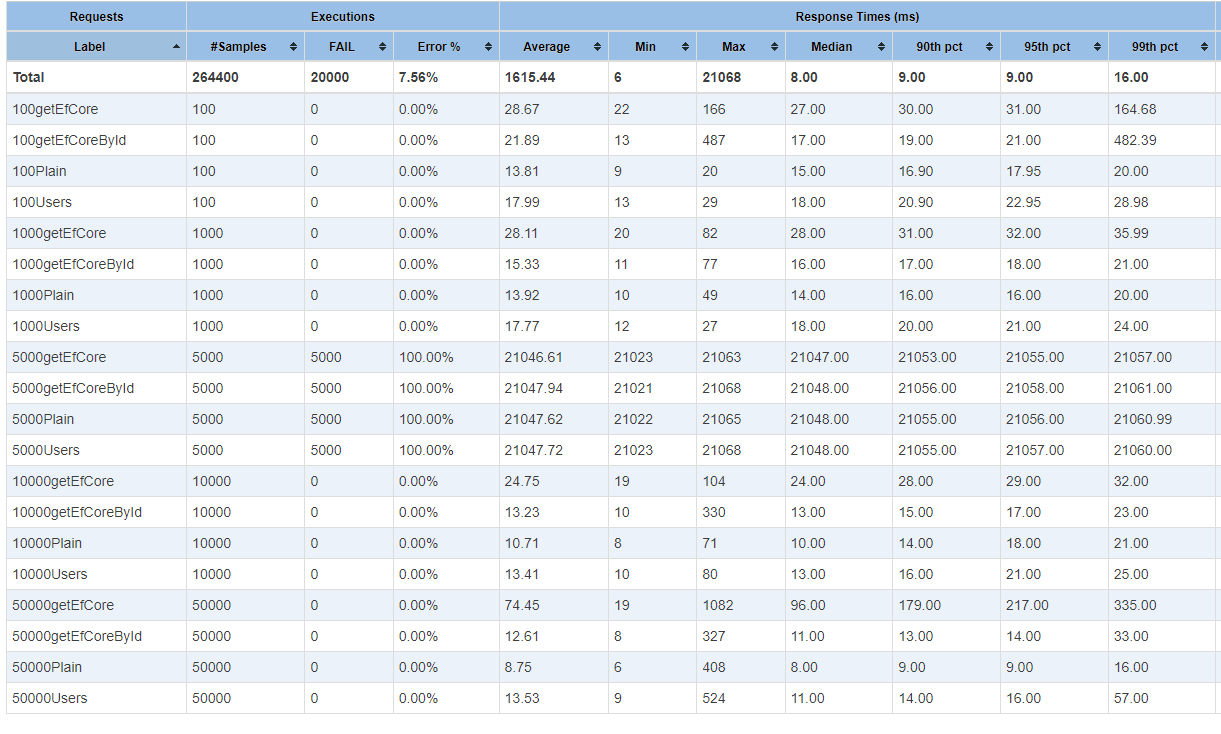 Requests Executions Response Times (ms)
Label #Samples FAIL Error % Average Min Max Median 90th pct 95th pct 99th pct
Total 264400 20000 7.56% 1615.44 6 21068 8.00 9.00 9.00 16.00
100getEfCore 100 0 0.00% 28.67 22 166 27.00 30.00 31.00 164.68
100getEfCoreById 100 0 0.00% 21.89 13 487 17.00 19.00 21.00 482.39
100Plain 100 0 0.00% 13.81 9 20 15.00 16.90 17.95 20.00
100Users 100 0 0.00% 17.99 13 29 18.00 20.90 22.95 28.98
1000getEfCore 1000 0 0.00% 28.11 20 82 28.00 31.00 32.00 35.99
1000getEfCoreById 1000 0 0.00% 15.33 11 77 16.00 17.00 18.00 21.00
1000Plain 1000 0 0.00% 13.92 10 49 14.00 16.00 16.00 20.00
1000Users 1000 0 0.00% 17.77 12 27 18.00 20.00 21.00 24.00
5000getEfCore 5000 5000 100.00% 21046.61 21023 21063 21047.00 21053.00 21055.00 21057.00
5000getEfCoreById 5000 5000 100.00% 21047.94 21021 21068 21048.00 21056.00 21058.00 21061.00
5000Plain 5000 5000 100.00% 21047.62 21022 21065 21048.00 21055.00 21056.00 21060.99
5000Users 5000 5000 100.00% 21047.72 21023 21068 21048.00 21055.00 21057.00 21060.00
10000getEfCore 10000 0 0.00% 24.75 19 104 24.00 28.00 29.00 32.00
10000getEfCoreById 10000 0 0.00% 13.23 10 330 13.00 15.00 17.00 23.00
10000Plain 10000 0 0.00% 10.71 8 71 10.00 14.00 18.00 21.00
10000Users 10000 0 0.00% 13.41 10 80 13.00 16.00 21.00 25.00
50000getEfCore 50000 0 0.00% 74.45 19 1082 96.00 179.00 217.00 335.00
50000getEfCoreById 50000 0 0.00% 12.61 8 327 11.00 13.00 14.00 33.00
50000Plain 50000 0 0.00% 8.75 6 408 8.00 9.00 9.00 16.00
50000Users 50000 0 0.00% 13.53 9 524 11.00 14.00 16.00 57.00